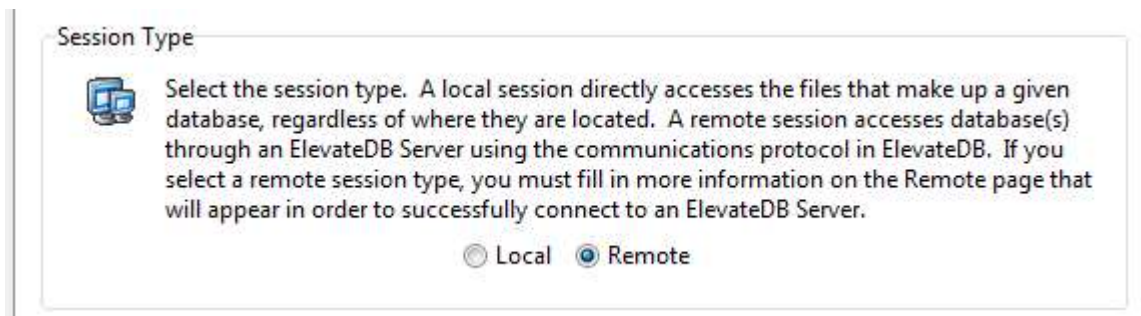 Session Type
Select the session type.  A local session directly accesses the files that make up a given
database, regardless of where they are located.  A remote session accesses database(s)
through an ElevateDB Server using the communications protocol in ElevateDB.  If you
select a remote session type, you must fill in more information on the Remote page that
will appear in order to successfully connect to an ElevateDB Server.
Local Remote